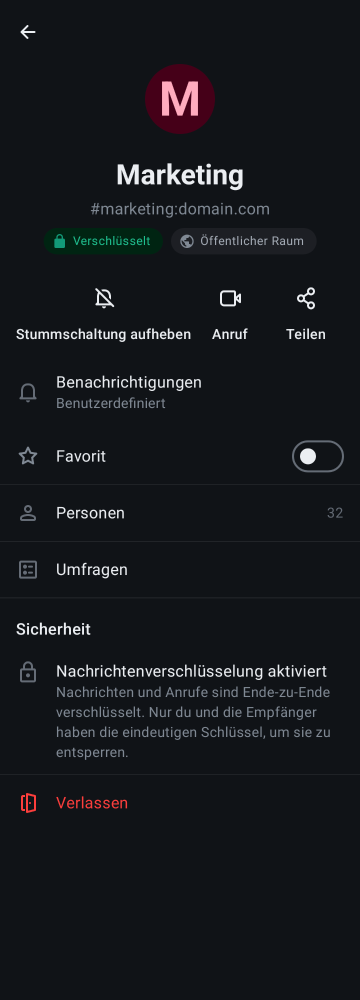 M
Marketing
#marketing:domain.com
Verschlüsselt Öffentlicher Raum
Stummschaltung aufheben Anruf Teilen
Benachrichtigungen
Benutzerdefiniert
Favorit
Personen 32
Umfragen
Sicherheit
Nachrichtenverschlüsselung aktiviert
Nachrichten und Anrufe sind Ende-zu-Ende
verschlüsselt. Nur du und die Empfänger
haben die eindeutigen Schlüssel, um sie zu
entsperren.
Verlassen